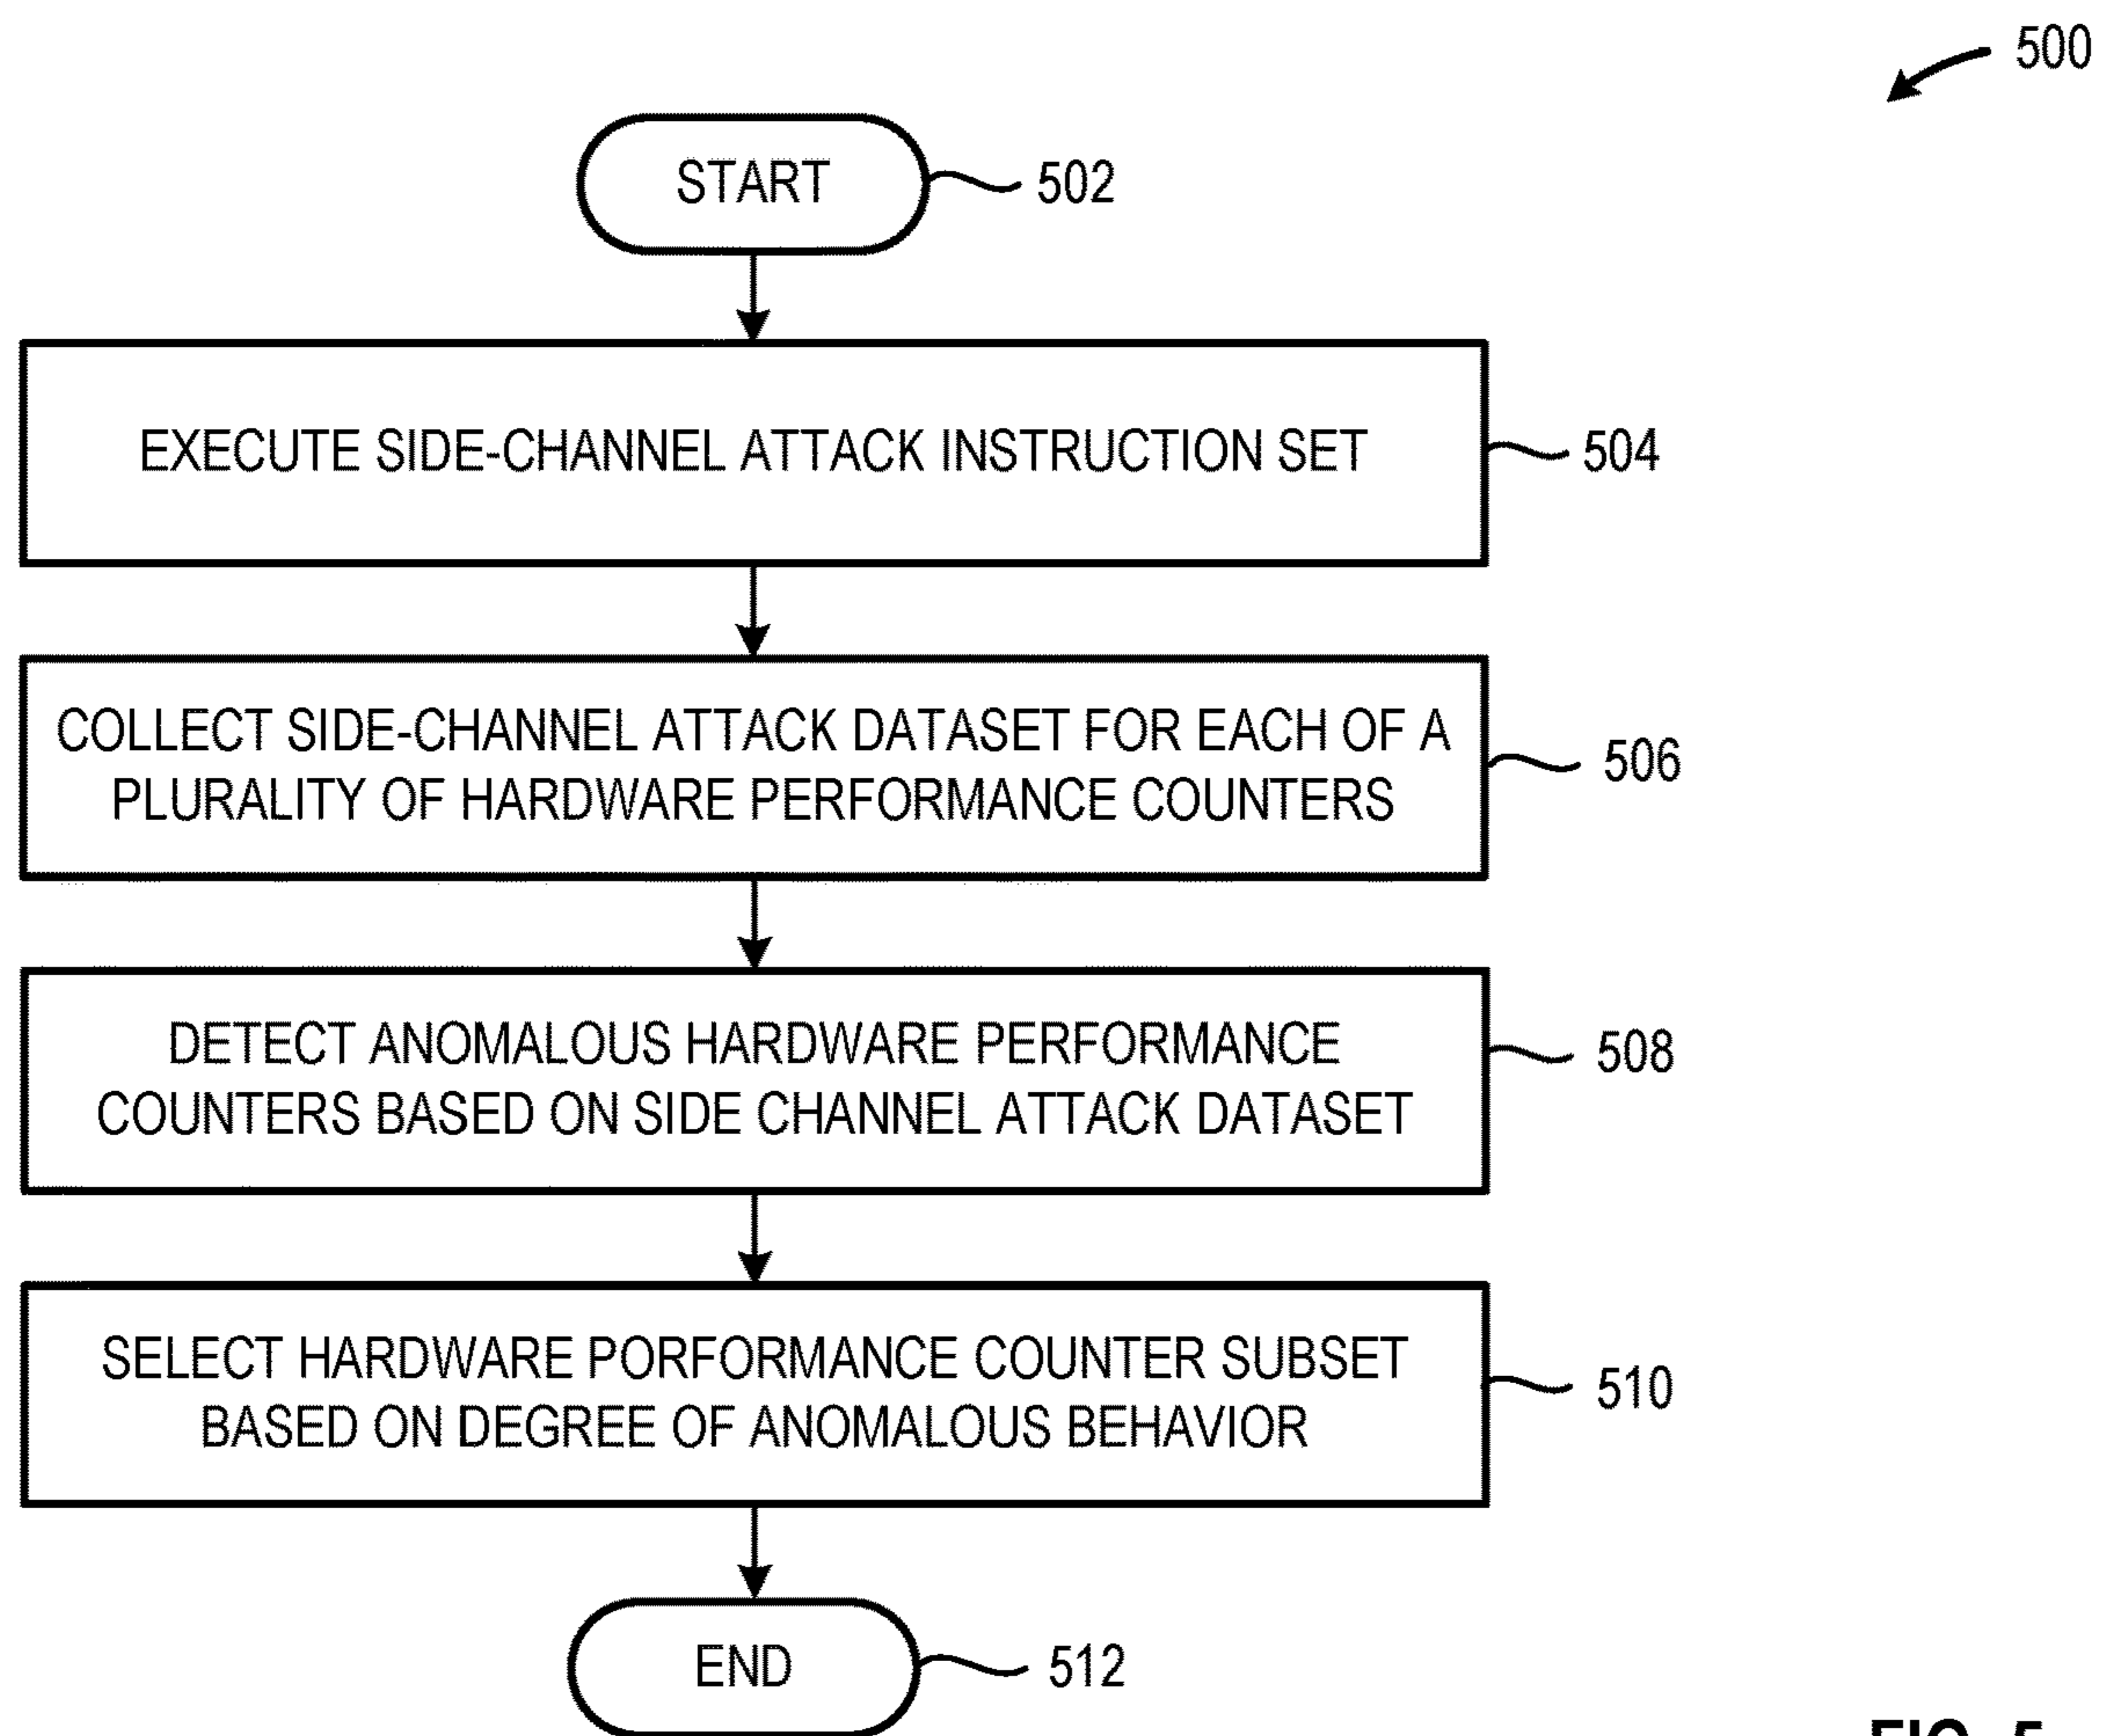 500
START
502
EXECUTE SIDE-CHANNEL ATTACK INSTRUCTION SET
504
COLLECT SIDE-CHANNEL ATTACK DATASET FOR EACH OF A
PLURALITY OF HARDWARE PERFORMANCE COUNTERS
506
DETECT ANOMALOUS HARDWARE PERFORMANCE
COUNTERS BASED ON SIDE CHANNEL ATTACK DATASET
508
SELECT HARDWARE PORFORMANCE COUNTER SUBSET
BASED ON DEGREE OF ANOMALOUS BEHAVIOR
510
END
512
FIG. 5